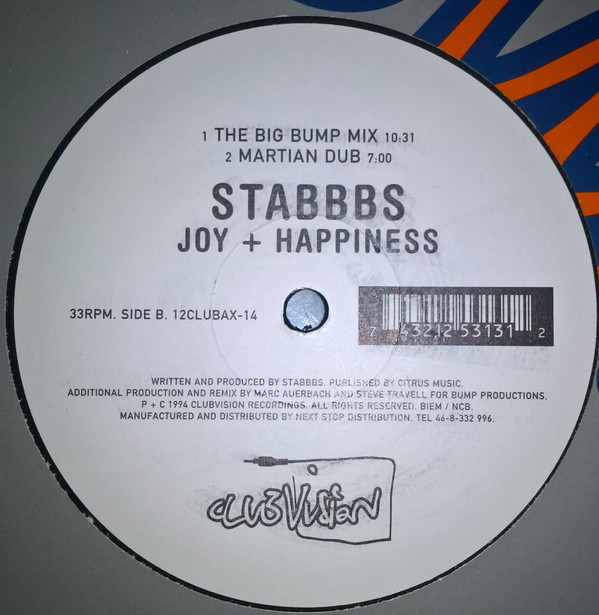 1 THE BIG BUMP MIX 10:31
2 MARTIAN DUB 7:00
STABBBS
JOY + HAPPINESS
33RPM. SIDE B. 12CLUBAX-14
7 43212 53131 2
WRITTEN AND PRODUCED BY STABBBS. PUBLISHED BY CITRUS MUSIC.
ADDITIONAL PRODUCTION AND REMIX BY MARC AUERBACH AND STEVE TRAVELL FOR BUMP PRODUCTIONS.
P + C 1994 CLUBVISION RECORDINGS. ALL RIGHTS RESERVED. BIEM / NCB.
MANUFACTURED AND DISTRIBUTED BY NEXT STOP DISTRIBUTION. TEL 46-8-332 996.
CLUBVision